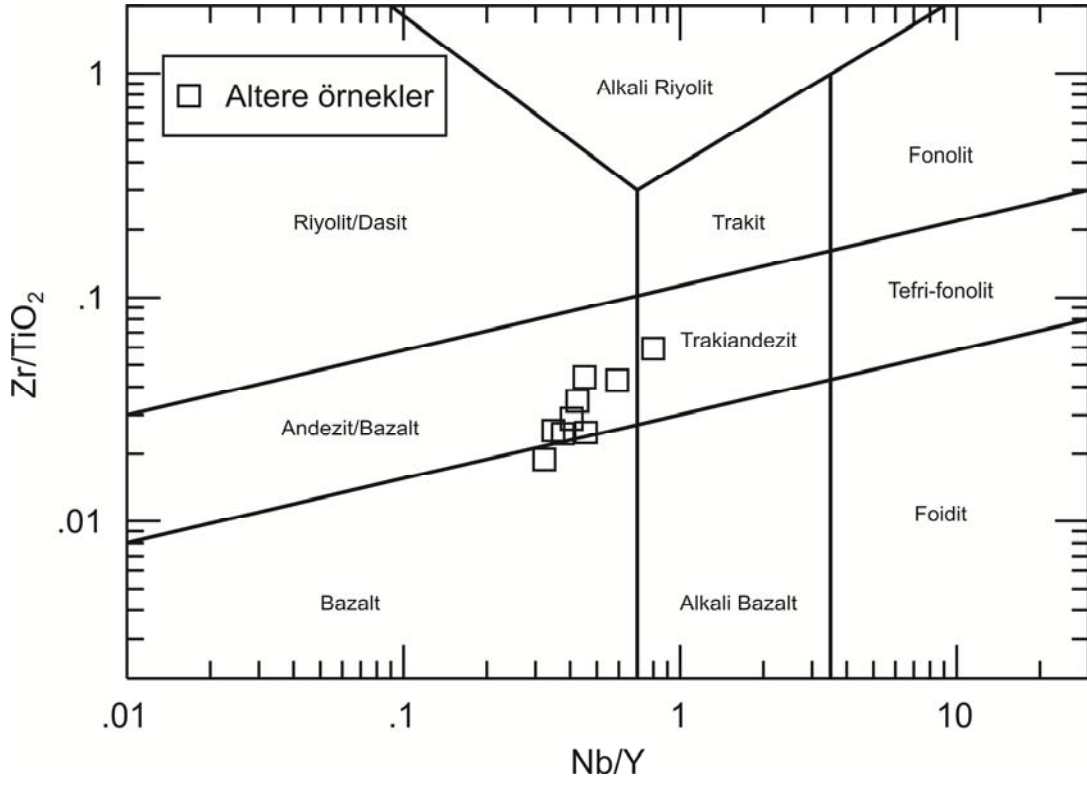 1
Altere örnekler
Alkali Riyolit
Fonolit
Riyolit/Dasit
Trakit
Tefri-fonolit
.1
Zr/TiO₂
Trakiandezit
Andezit/Bazalt
.01
Foidit
Bazalt
Alkali Bazalt
.01
.1
1
10
Nb/Y